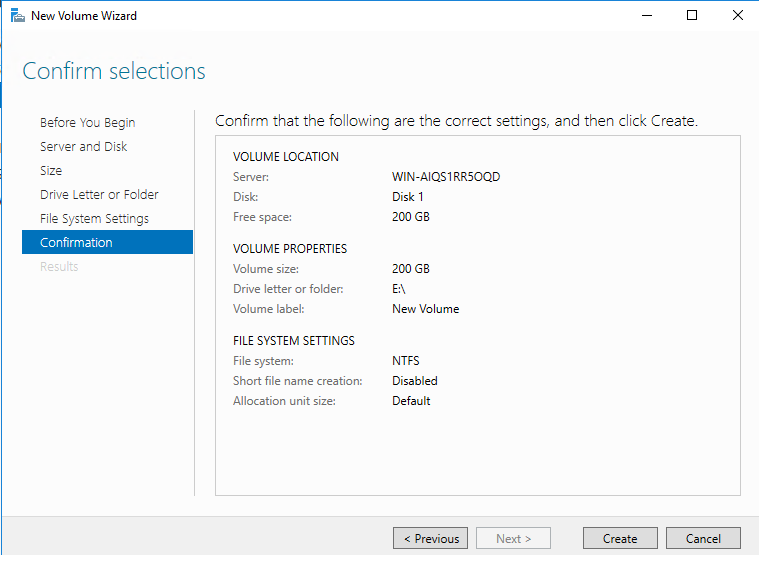 New Volume Wizard
Confirm selections
Before You Begin
Server and Disk
Size
Drive Letter or Folder
File System Settings
Confirmation
Results
Confirm that the following are the correct settings, and then click Create.
VOLUME LOCATION
Server: WIN-AIQS1RR5OQD
Disk: Disk 1
Free space: 200 GB
VOLUME PROPERTIES
Volume size: 200 GB
Drive letter or folder: E:\
Volume label: New Volume
FILE SYSTEM SETTINGS
File system: NTFS
Short file name creation: Disabled
Allocation unit size: Default
< Previous Next > Create Cancel